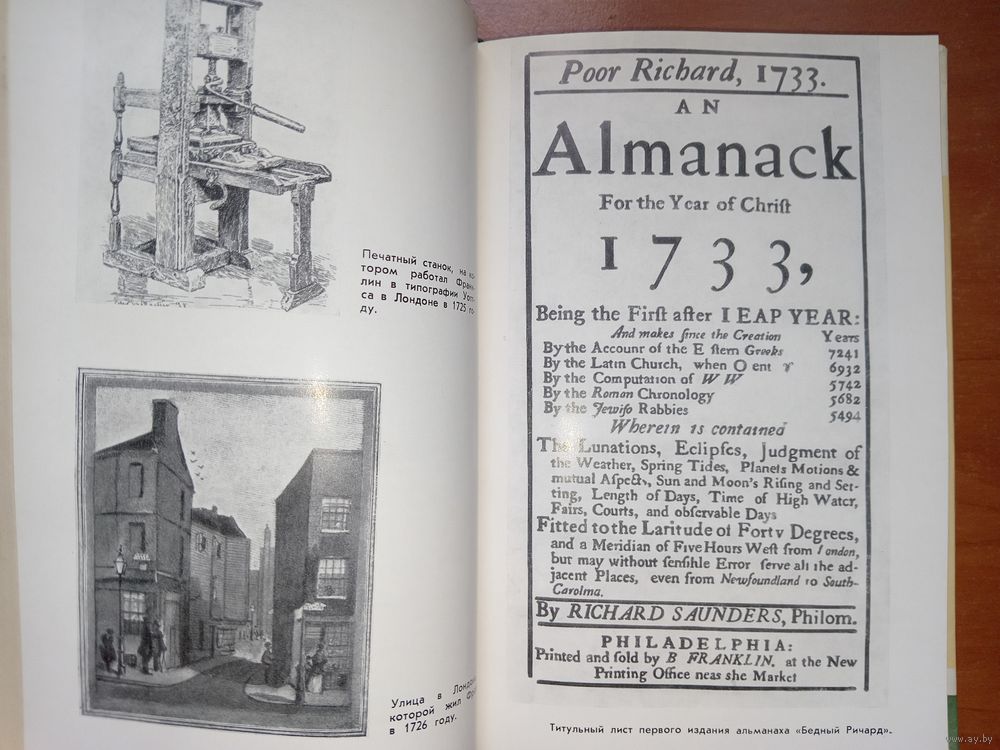 Печатный станок, на ко-
тором работал Франк-
лин в типографии Уот-
са в Лондоне в 1725 го-
ду.
Улица в Лондоне,
которой жил
в 1726 году.
Poor Richard, 1733.
AN
Almanack
For the Year of Chriſt
1733,
Being the Firſt after LEAP YEAR:
And makes ſince the Creation Years
By the Account of the Eaſtern Greeks 7241
By the Latin Church, when 6932
By the Computation of W W 5742
By the Roman Chronology 5682
By the Jewiſh Rabbies 5494
Wherein is contained
The Lunations, Eclipſes, Judgment of
the Weather, Spring Tides, Planets Motions &
mutual Aſpects, Sun and Moon's Riſing and Set-
ting, Length of Days, Time of High Water,
Fairs, Courts, and obſervable Days
Fitted to the Latitude of Forty Degrees,
and a Meridian of Five Hours Weſt from London,
but may without ſenſible Error ſerve all the ad-
jacent Places, even from Newfoundland to South-
Carolina.
By RICHARD SAUNDERS, Philom.
PHILADELPHIA:
Printed and ſold by B FRANKLIN, at the New
Printing Office near the Market
Титульный лист первого издания альманаха «Бедный Ричард».
www.ay.by